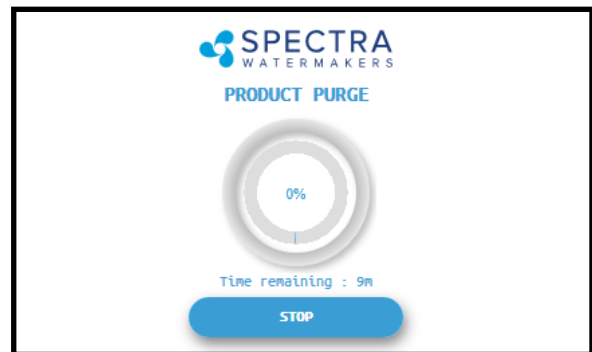 SPECTRA
WATERMAKERS
PRODUCT PURGE
0%
Time remaining : 9m
STOP